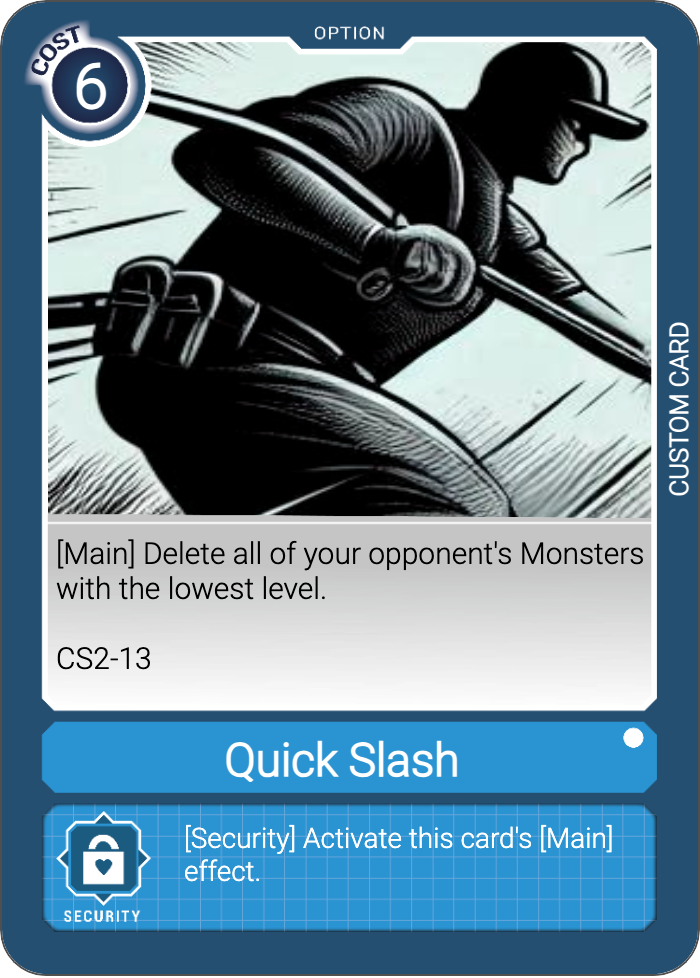 COST
6
OPTION
CUSTOM CARD
[Main] Delete all of your opponent's Monsters
with the lowest level.
CS2-13
Quick Slash
[Security] Activate this card's [Main]
effect.
SECURITY